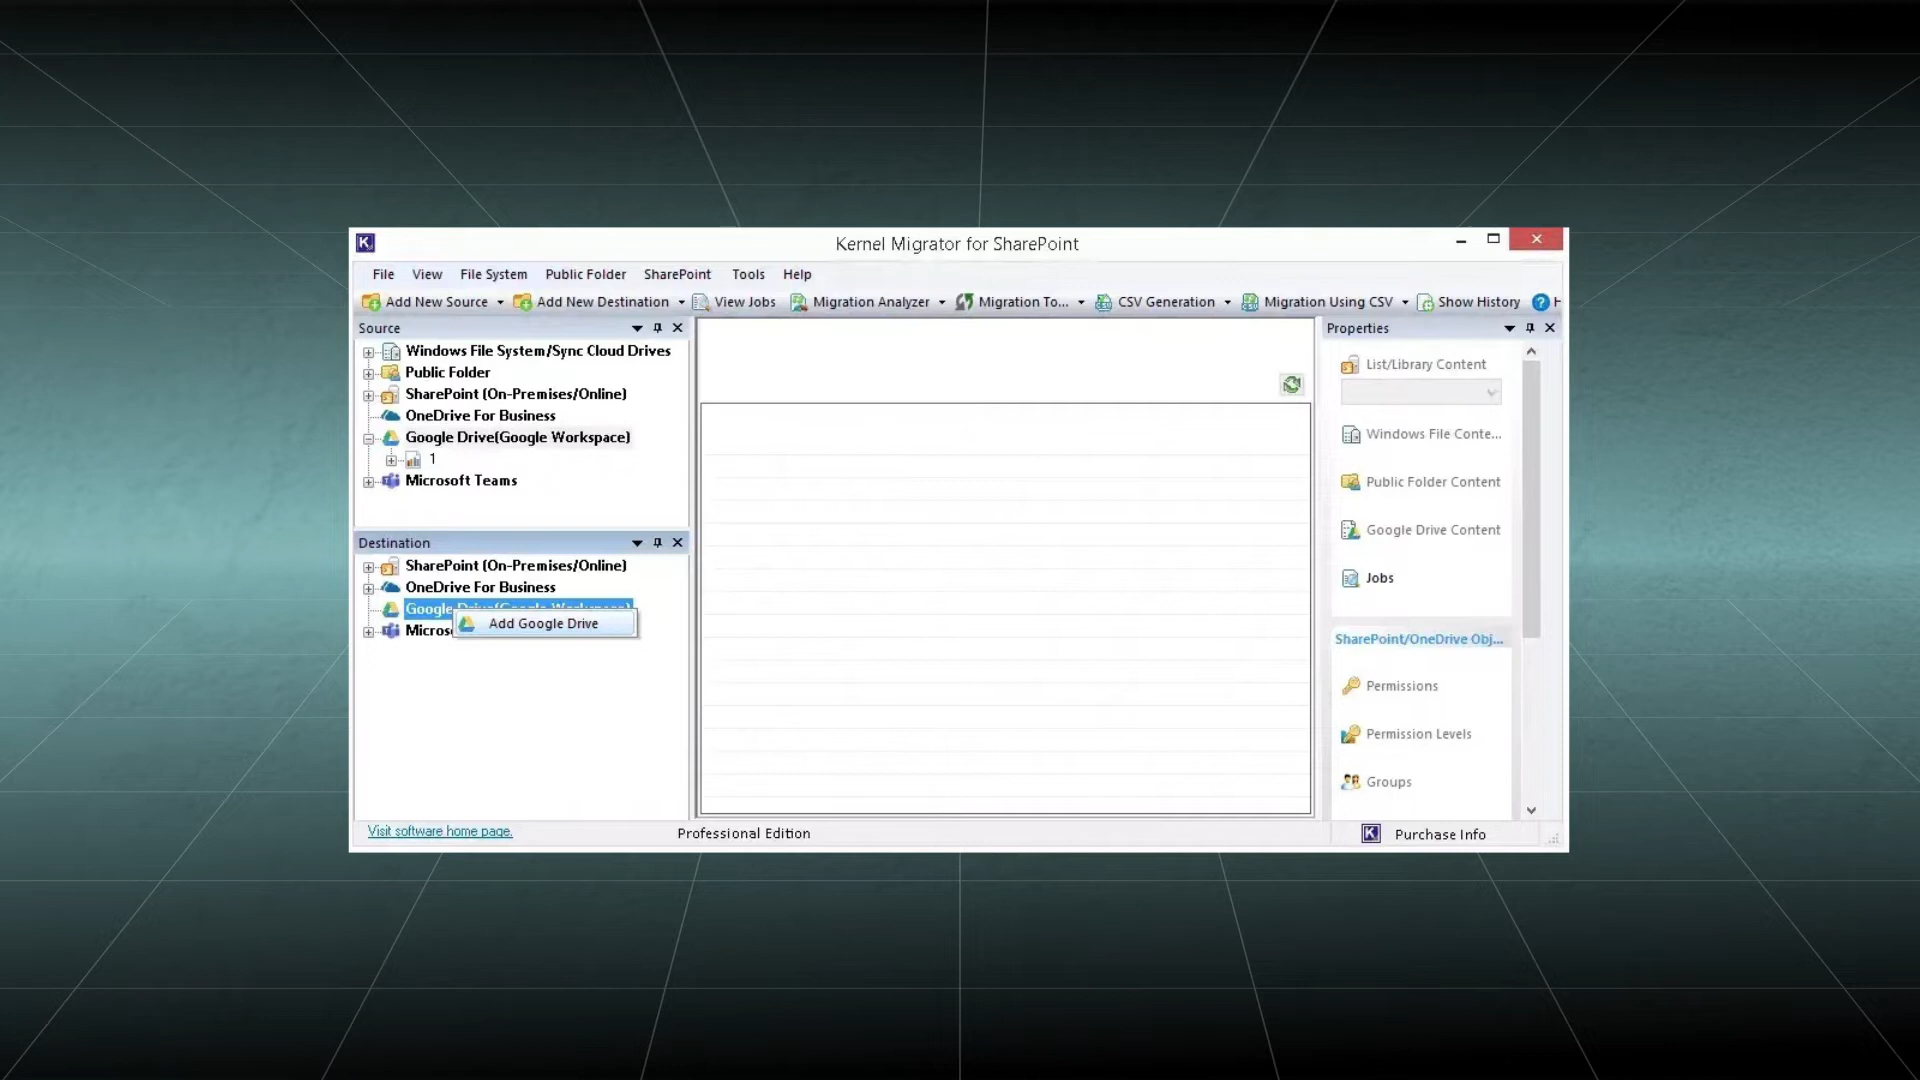 Kernel Migrator for SharePoint
File View File System Public Folder SharePoint Tools Help
Add New Source Add New Destination View Jobs Migration Analyzer Migration To... CSV Generation Migration Using CSV Show History H
Source
Windows File System/Sync Cloud Drives
Public Folder
SharePoint (On-Premises/Online)
OneDrive For Business
Google Drive(Google Workspace)
1
Microsoft Teams
Destination
SharePoint (On-Premises/Online)
OneDrive For Business
Google Drive(Google Workspace)
Add Google Drive
Micros
Properties
List/Library Content
Windows File Conte...
Public Folder Content
Google Drive Content
Jobs
SharePoint/OneDrive Obj...
Permissions
Permission Levels
Groups
Visit software home page.
Professional Edition
Purchase Info